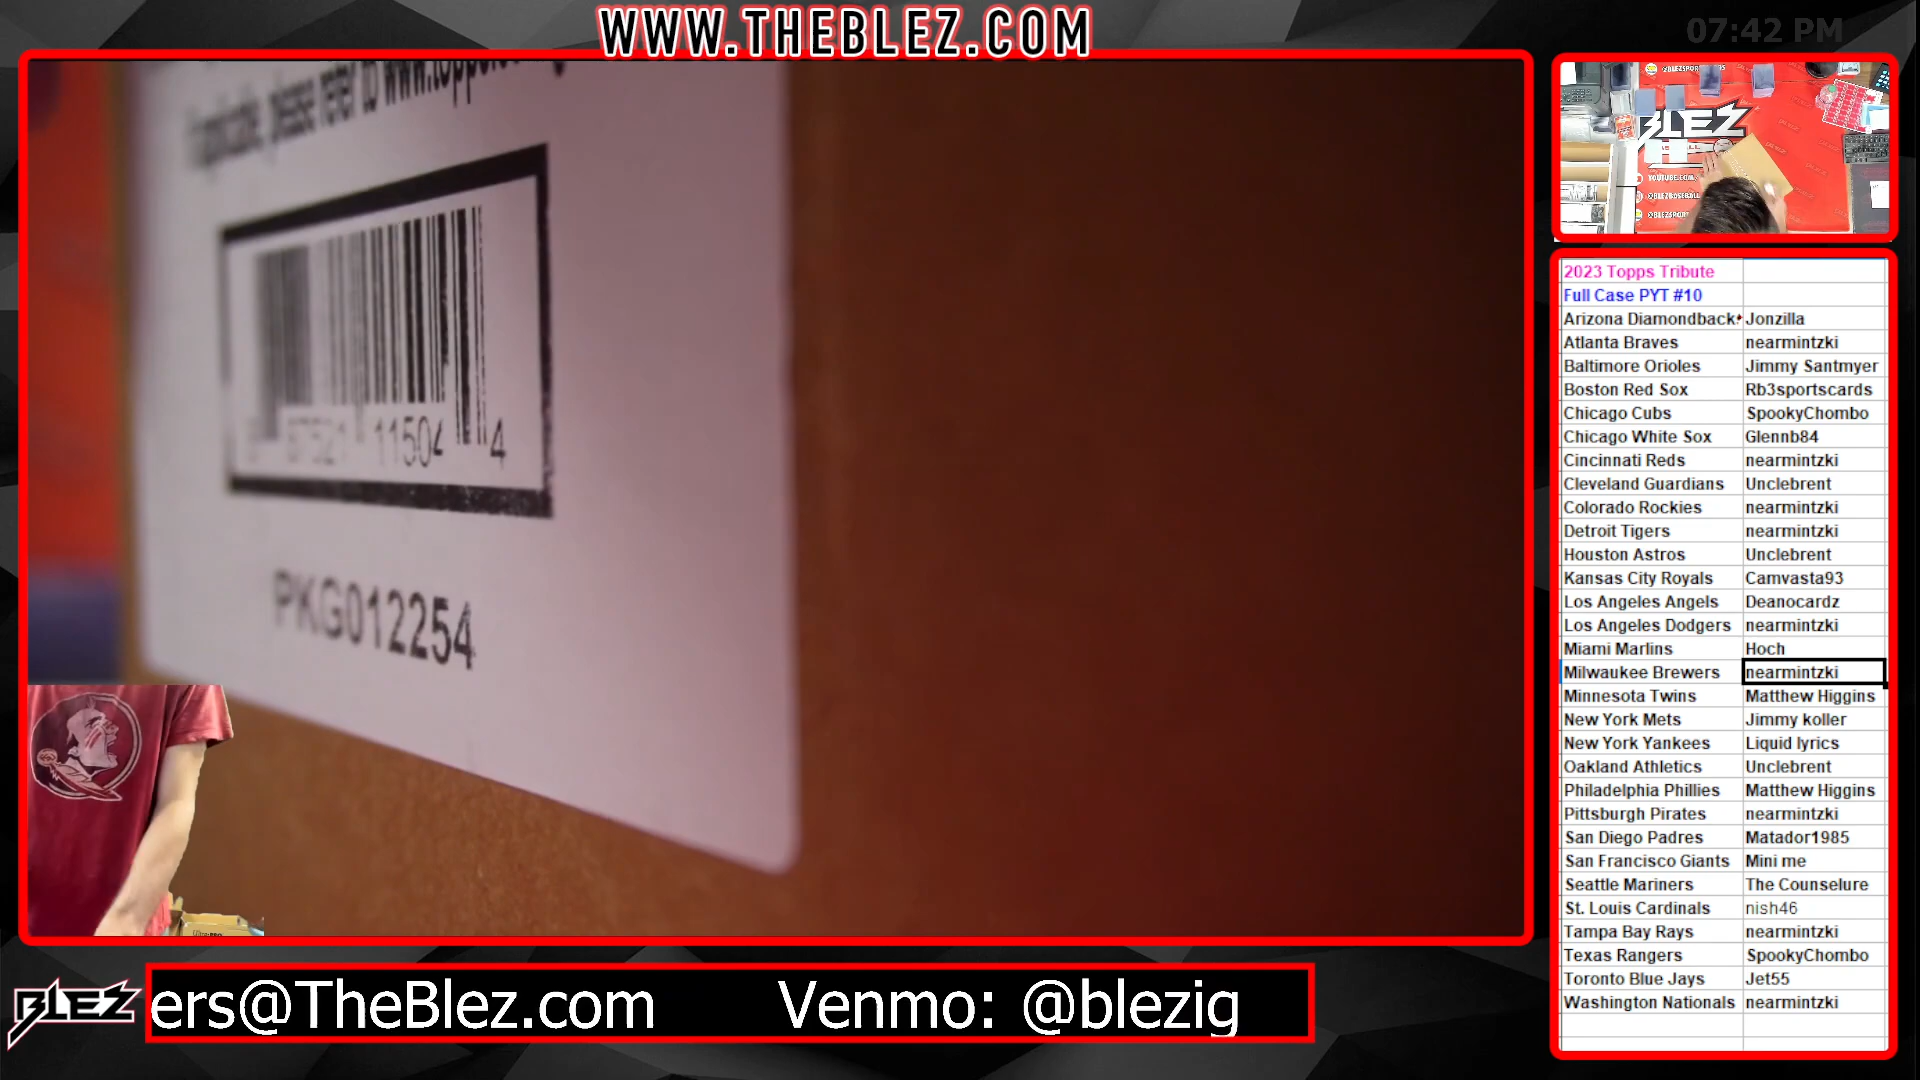 WWW.THEBLEZ.COM
07:42 PM
please refer to
11504 4
PKG012254
BLEZ
2023 Topps Tribute
Full Case PYT #10
Arizona Diamondback Jonzilla
Atlanta Braves nearmintzki
Baltimore Orioles Jimmy Santmyer
Boston Red Sox Rb3sportscards
Chicago Cubs SpookyChombo
Chicago White Sox Glennb84
Cincinnati Reds nearmintzki
Cleveland Guardians Unclebrent
Colorado Rockies nearmintzki
Detroit Tigers nearmintzki
Houston Astros Unclebrent
Kansas City Royals Camvasta93
Los Angeles Angels Deanocardz
Los Angeles Dodgers nearmintzki
Miami Marlins Hoch
Milwaukee Brewers nearmintzki
Minnesota Twins Matthew Higgins
New York Mets Jimmy koller
New York Yankees Liquid lyrics
Oakland Athletics Unclebrent
Philadelphia Phillies Matthew Higgins
Pittsburgh Pirates nearmintzki
San Diego Padres Matador1985
San Francisco Giants Mini me
Seattle Mariners The Counselure
St. Louis Cardinals nish46
Tampa Bay Rays nearmintzki
Texas Rangers SpookyChombo
Toronto Blue Jays Jet55
Washington Nationals nearmintzki
BLEZ
ers@TheBlez.com Venmo: @blezig